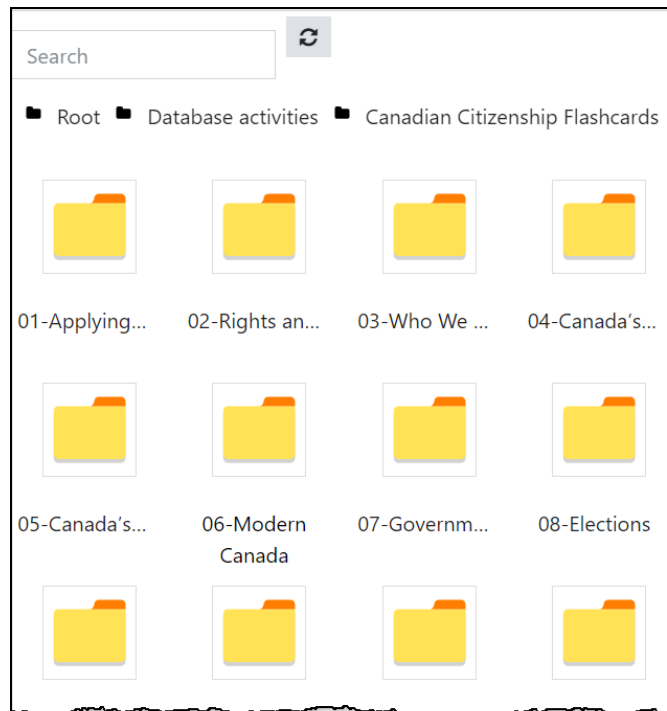 Search
Root Database activities Canadian Citizenship Flashcards
01-Applying... 02-Rights an... 03-Who We ... 04-Canada's...
05-Canada's... 06-Modern Canada 07-Governm... 08-Elections